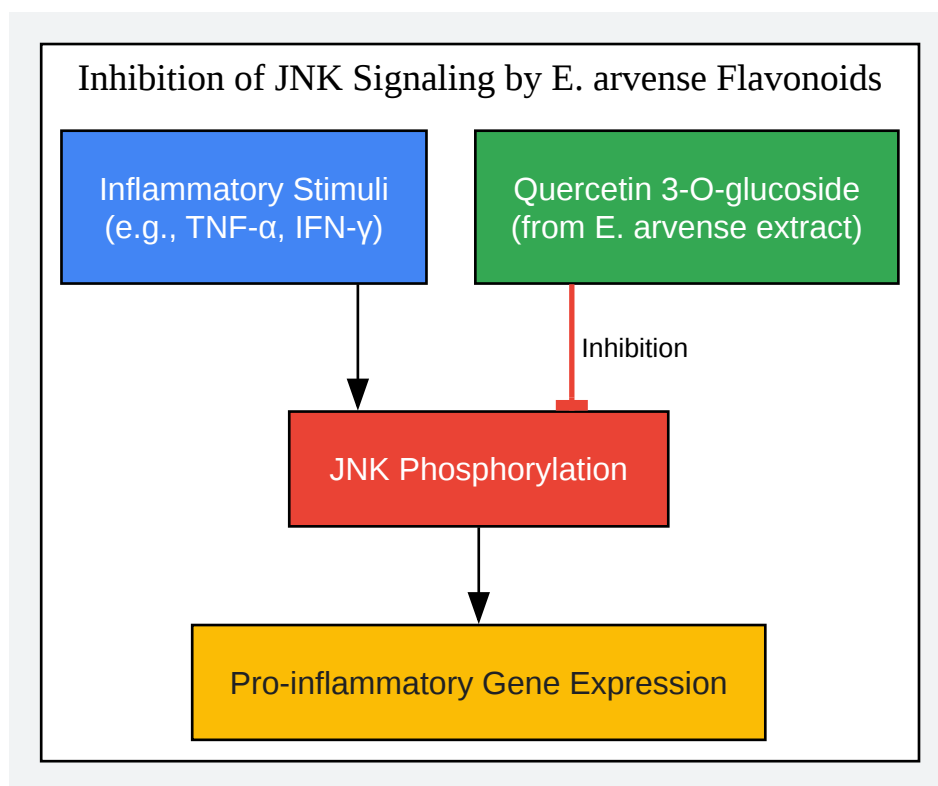 Inhibition of JNK Signaling by E. arvense Flavonoids
Inflammatory Stimuli
(e.g., TNF-α, IFN-γ)
Quercetin 3-O-glucoside
(from E. arvense extract)
Inhibition
JNK Phosphorylation
Pro-inflammatory Gene Expression